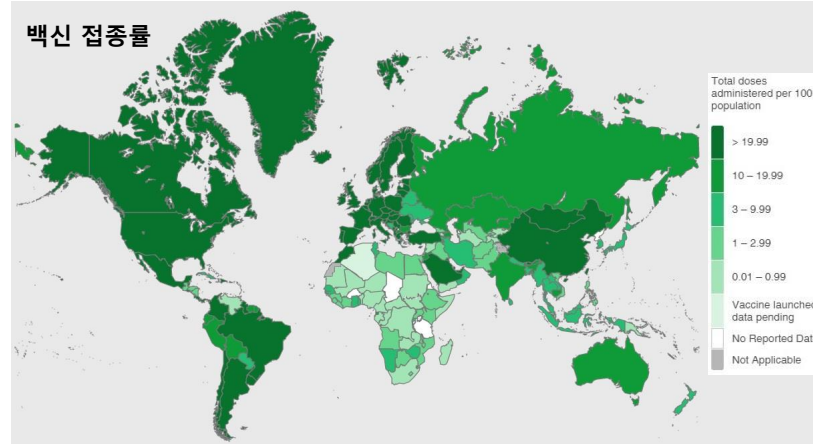 백신 접종률
Total doses
administered per 100
population
> 19.99
10 – 19.99
3 – 9.99
1 – 2.99
0.01 – 0.99
Vaccine launched
data pending
No Reported Dat
Not Applicable